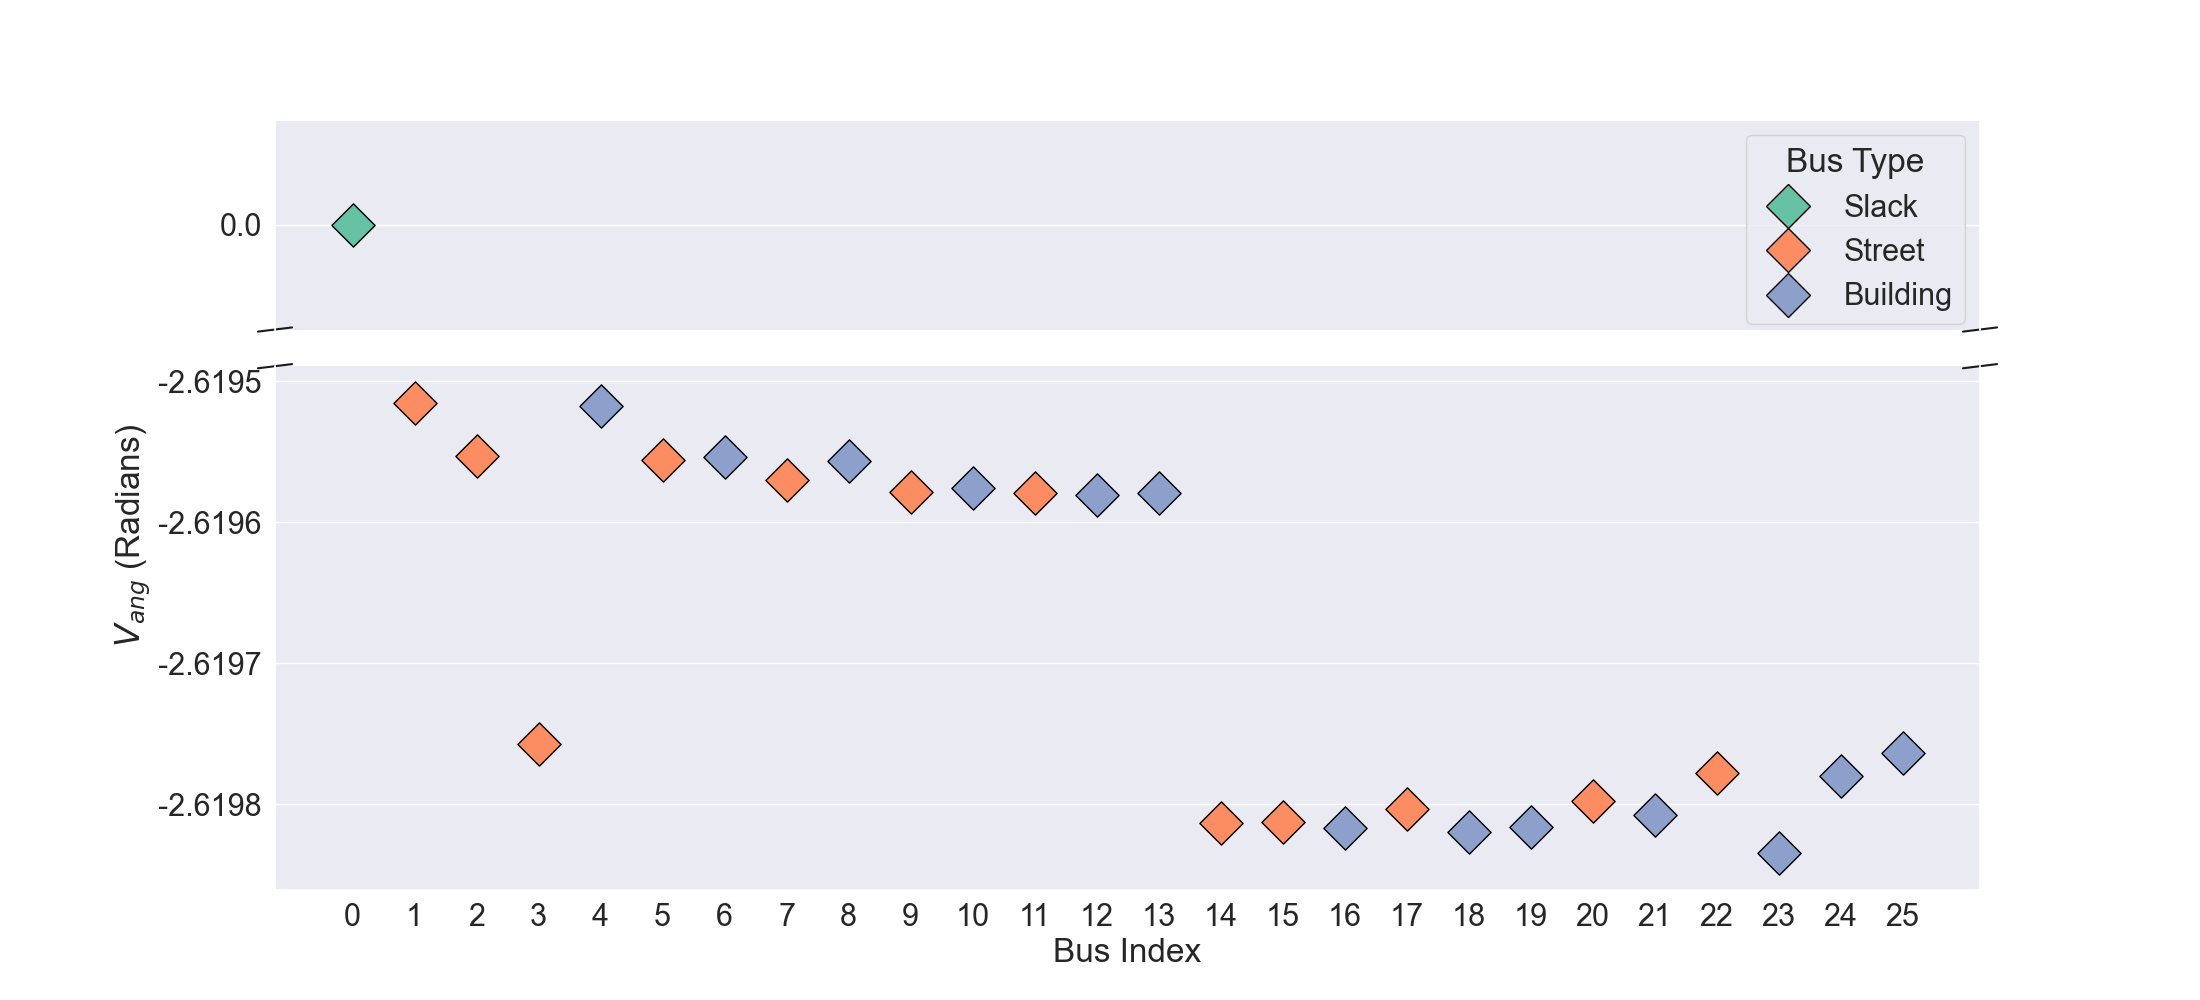 Bus Type
Slack
Street
Building
0.0
-2.6195
-2.6196
-2.6197
-2.6198
V_ang (Radians)
0 1 2 3 4 5 6 7 8 9 10 11 12 13 14 15 16 17 18 19 20 21 22 23 24 25
Bus Index